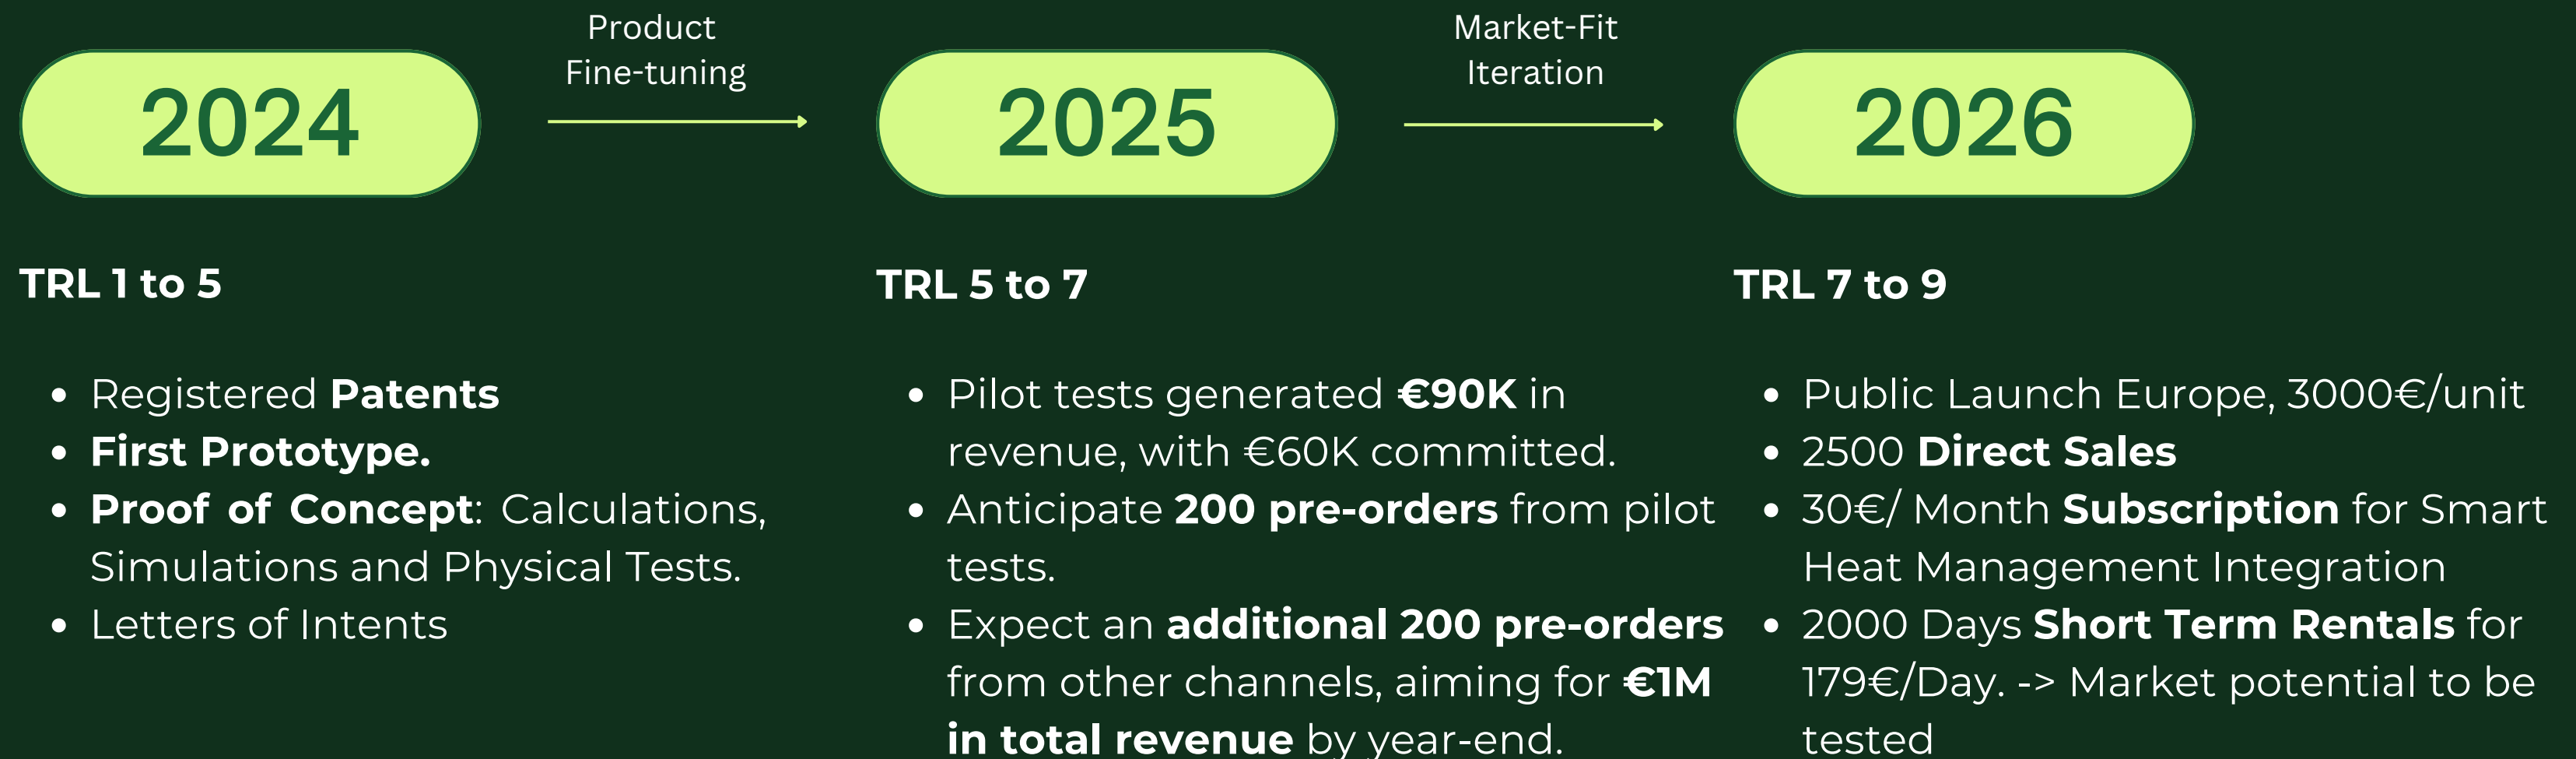 Product
Fine-tuning
Market-Fit
Iteration
2024
2025
2026
TRL 1 to 5
• Registered Patents
• First Prototype.
• Proof of Concept: Calculations,
Simulations and Physical Tests.
• Letters of Intents
TRL 5 to 7
• Pilot tests generated €90K in
revenue, with €60K committed.
• Anticipate 200 pre-orders from pilot
tests.
• Expect an additional 200 pre-orders
from other channels, aiming for €1M
in total revenue by year-end.
TRL 7 to 9
• Public Launch Europe, 3000€/unit
• 2500 Direct Sales
• 30€/ Month Subscription for Smart
Heat Management Integration
• 2000 Days Short Term Rentals for
179€/Day. -> Market potential to be
tested